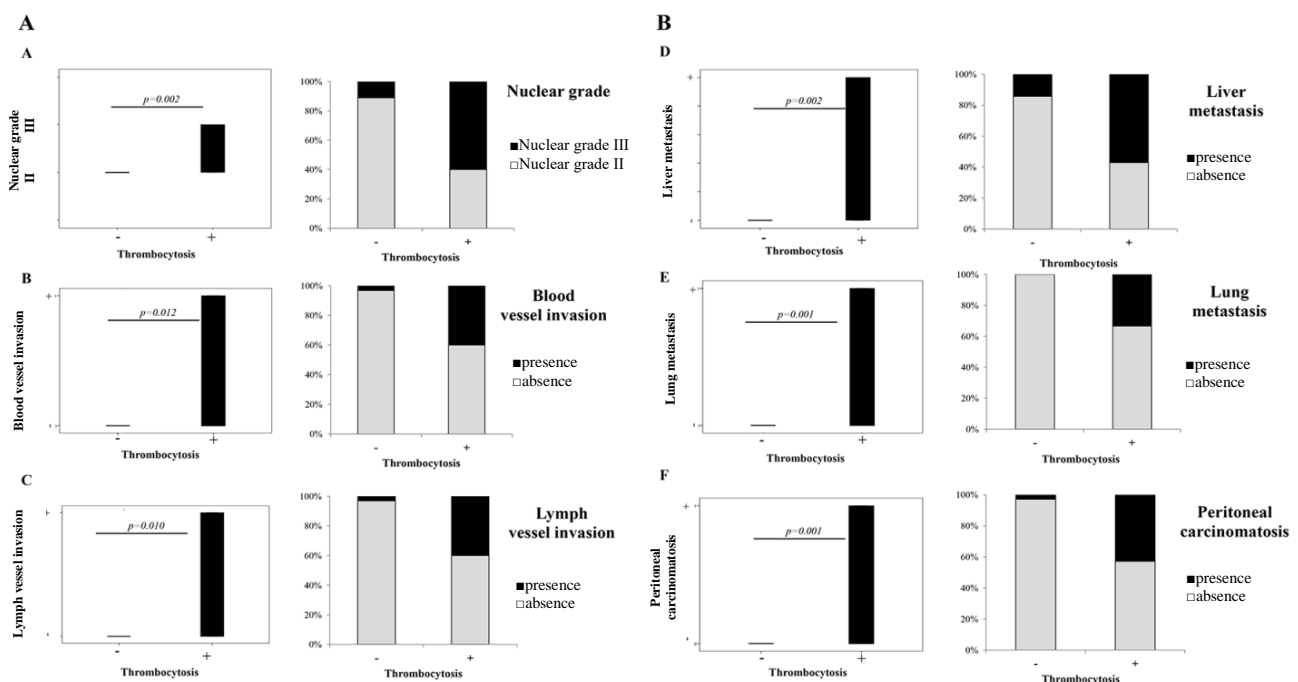 A
A
Nuclear grade
III
II
p=0.002
-
+
Thrombocytosis
100%
80%
60%
40%
20%
0%
-
+
Thrombocytosis
Nuclear grade
Nuclear grade III
Nuclear grade II
B
Blood vessel invasion
+
-
p=0.012
-
+
Thrombocytosis
100%
80%
60%
40%
20%
0%
-
+
Thrombocytosis
Blood
vessel invasion
presence
absence
C
Lymph vessel invasion
+
-
p=0.010
-
+
Thrombocytosis
100%
80%
60%
40%
20%
0%
-
+
Thrombocytosis
Lymph
vessel invasion
presence
absence
B
D
Liver metastasis
+
-
p=0.002
-
+
Thrombocytosis
100%
80%
60%
40%
20%
0%
-
+
Thrombocytosis
Liver
metastasis
presence
absence
E
Lung metastasis
+
-
p=0.001
-
+
Thrombocytosis
100%
80%
60%
40%
20%
0%
-
+
Thrombocytosis
Lung
metastasis
presence
absence
F
Peritoneal
carcinomatosis
+
-
p=0.001
-
+
Thrombocytosis
100%
80%
60%
40%
20%
0%
-
+
Thrombocytosis
Peritoneal
carcinomatosis
presence
absence